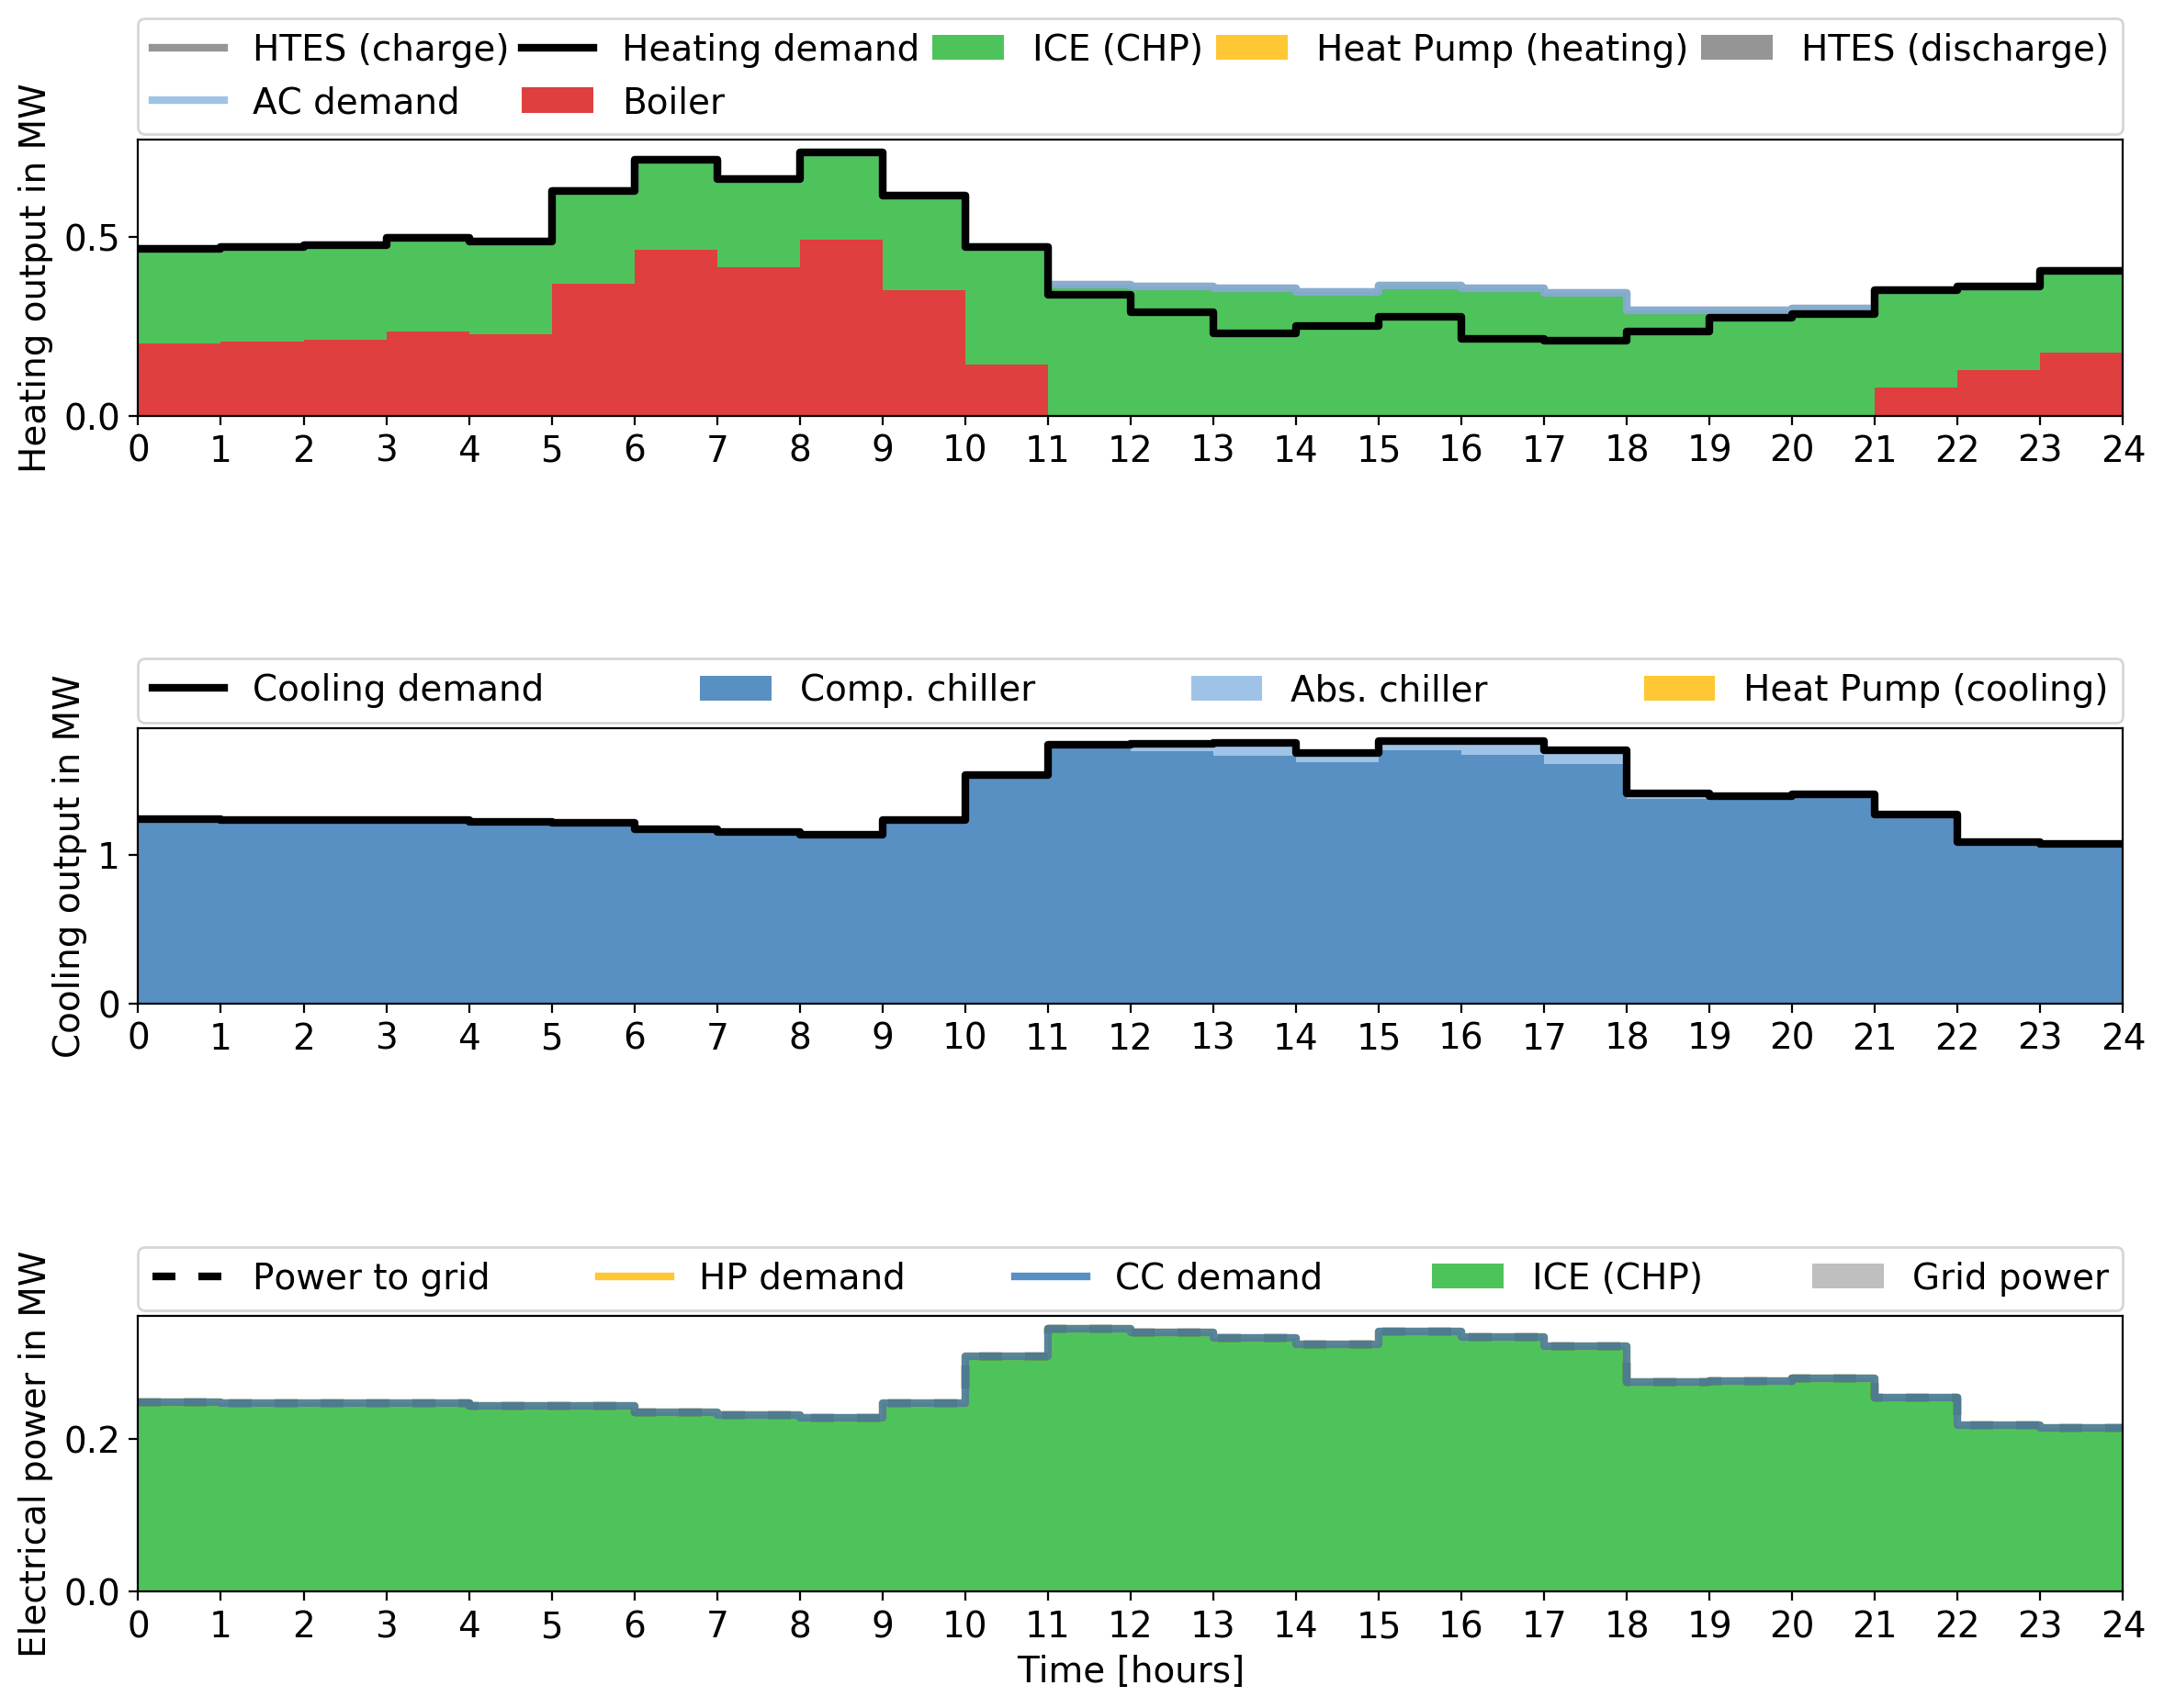 HTES (charge) Heating demand ICE (CHP) Heat Pump (heating) HTES (discharge)
AC demand Boiler
Heating output in MW
0.5
0.0
0 1 2 3 4 5 6 7 8 9 10 11 12 13 14 15 16 17 18 19 20 21 22 23 24
Cooling demand Comp. chiller Abs. chiller Heat Pump (cooling)
Cooling output in MW
1
0
0 1 2 3 4 5 6 7 8 9 10 11 12 13 14 15 16 17 18 19 20 21 22 23 24
Power to grid HP demand CC demand ICE (CHP) Grid power
Electrical power in MW
0.2
0.0
0 1 2 3 4 5 6 7 8 9 10 11 12 13 14 15 16 17 18 19 20 21 22 23 24
Time [hours]